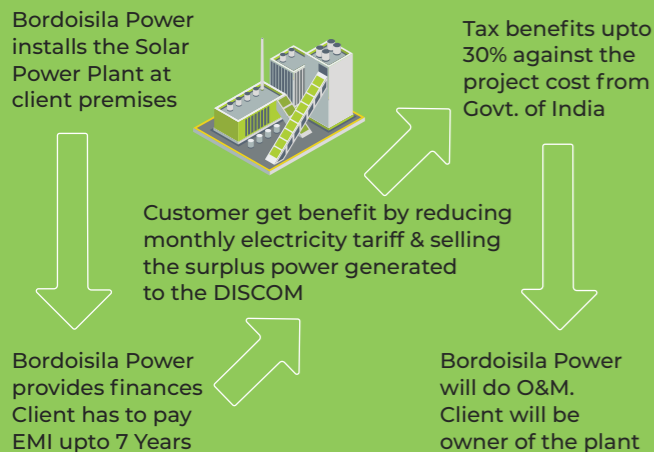 Bordoisila Power
installs the Solar
Power Plant at
client premises
Bordoisila Power
provides finances
Client has to pay
EMI upto 7 Years
Customer get benefit by reducing
monthly electricity tariff & selling
the surplus power generated
to the DISCOM
Tax benefits upto
30% against the
project cost from
Govt. of India
Bordoisila Power
will do O&M.
Client will be
owner of the plant